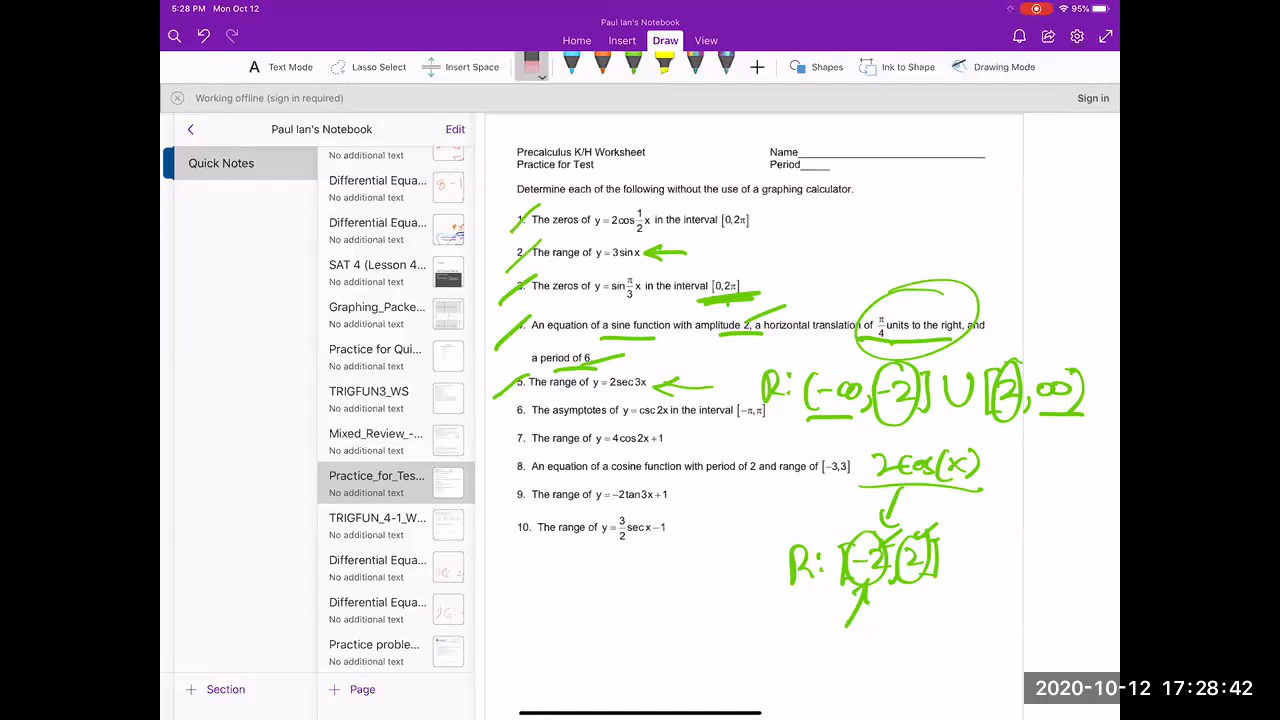 5:28 PM Mon Oct 12
95%
Paul Ian's Notebook
Home Insert Draw View
Text Mode Lasso Select Insert Space Shapes Ink to Shape Drawing Mode
Working offline (sign in required) Sign in
Paul Ian's Notebook Edit
Quick Notes
No additional text
Differential Equa...
No additional text
8-1
Differential Equa...
No additional text
SAT 4 (Lesson 4...
No additional text
Graphing_Packe...
No additional text
Practice for Qui...
No additional text
TRIGFUN3_WS
No additional text
Mixed_Review_-...
No additional text
Practice_for_Tes...
No additional text
TRIGFUN_4-1_W...
No additional text
Differential Equa...
No additional text
Differential Equa...
No additional text
Practice proble...
No additional text
+ Section + Page
Precalculus K/H Worksheet Name
Practice for Test Period
Determine each of the following without the use of a graphing calculator.
1. The zeros of y = 2cos 1/2 x in the interval [0,2π]
2. The range of y = 3sin x
3. The zeros of y = sin π/3 x in the interval [0,2π]
4. An equation of a sine function with amplitude 2, a horizontal translation of π/4 units to the right, and
a period of 6
5. The range of y = 2sec3x
R: (-∞, -2] ∪ [2, ∞)
6. The asymptotes of y = csc2x in the interval [-π,π]
7. The range of y = 4cos2x+1
8. An equation of a cosine function with period of 2 and range of [-3,3]
2cos(x)
9. The range of y = -2tan3x+1
10. The range of y = 3/2 secx-1
R: [-2, 2]
2020-10-12 17:28:42